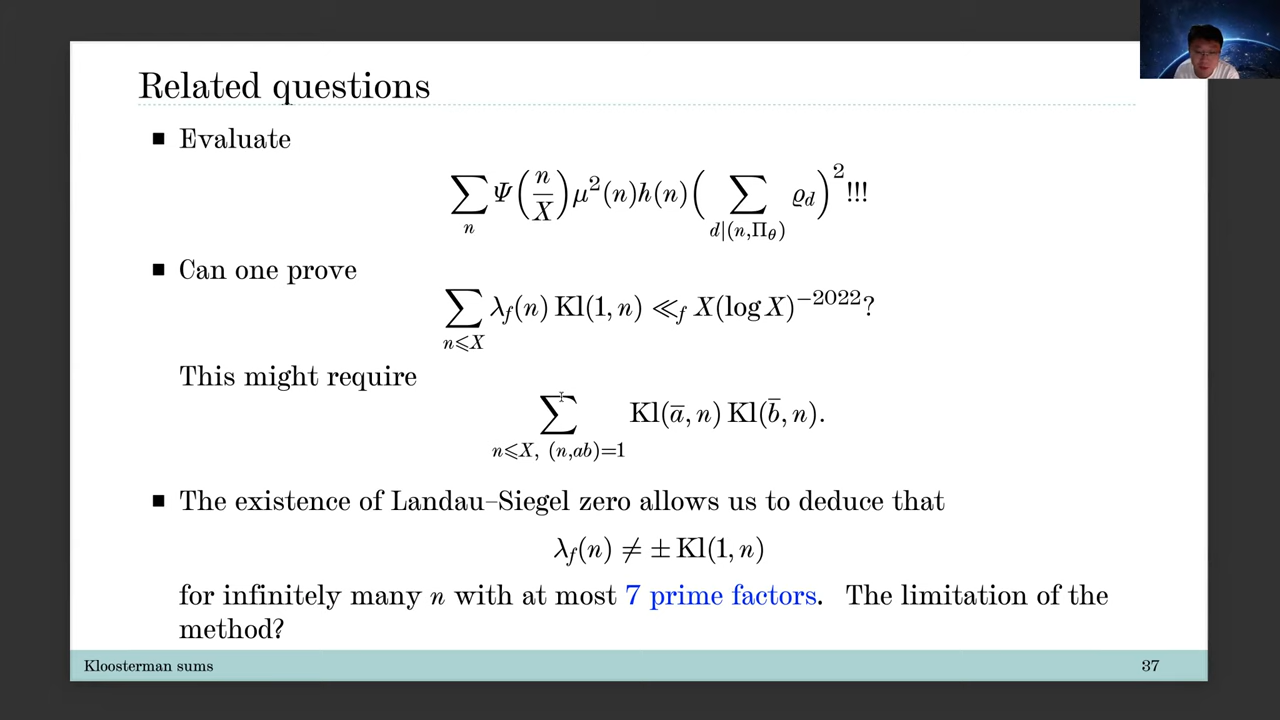 Related questions
■ Evaluate
∑_n Ψ(n/X) μ²(n)h(n)(∑_{d|(n,Π_θ)} ϱ_d)²!!!
■ Can one prove
∑_{n⩽X} λ_f(n) Kl(1, n) ≪_f X(log X)^{−2022}?
This might require
∑_{n⩽X, (n,ab)=1} Kl(a̅, n) Kl(b̅, n).
■ The existence of Landau–Siegel zero allows us to deduce that
λ_f(n) ≠ ± Kl(1, n)
for infinitely many n with at most 7 prime factors. The limitation of the
method?
Kloosterman sums 37